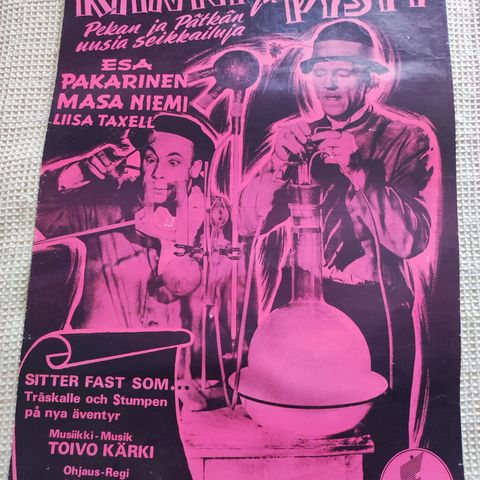 Pekan ja Pätkän
uusia seikkailuja
ESA
PAKARINEN
MASA NIEMI
LIISA TAXELL
SITTER FAST SOM...
Träskalle och Stumpen
på nya äventyr
Musiikki-Musik
TOIVO KÄRKI
Ohjaus-Regi